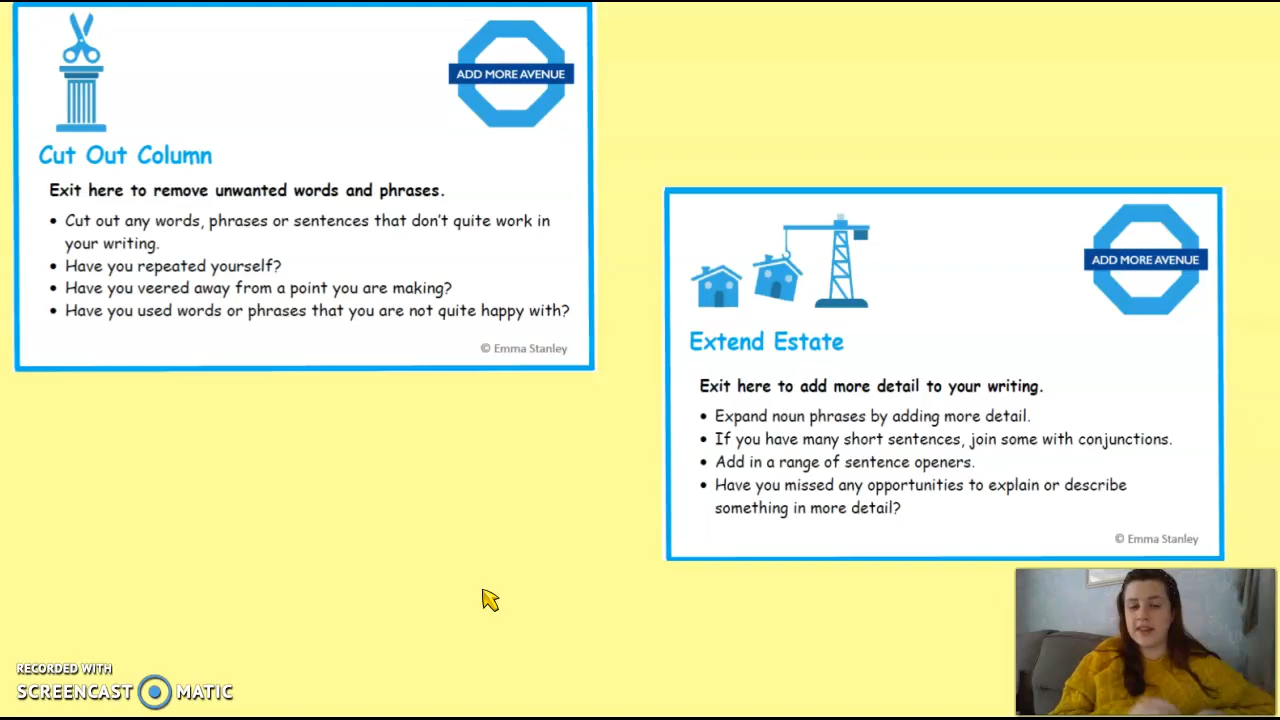 ADD MORE AVENUE
Cut Out Column
Exit here to remove unwanted words and phrases.
• Cut out any words, phrases or sentences that don't quite work in
your writing.
• Have you repeated yourself?
• Have you veered away from a point you are making?
• Have you used words or phrases that you are not quite happy with?
© Emma Stanley
ADD MORE AVENUE
Extend Estate
Exit here to add more detail to your writing.
• Expand noun phrases by adding more detail.
• If you have many short sentences, join some with conjunctions.
• Add in a range of sentence openers.
• Have you missed any opportunities to explain or describe
something in more detail?
© Emma Stanley
RECORDED WITH
SCREENCAST MATIC